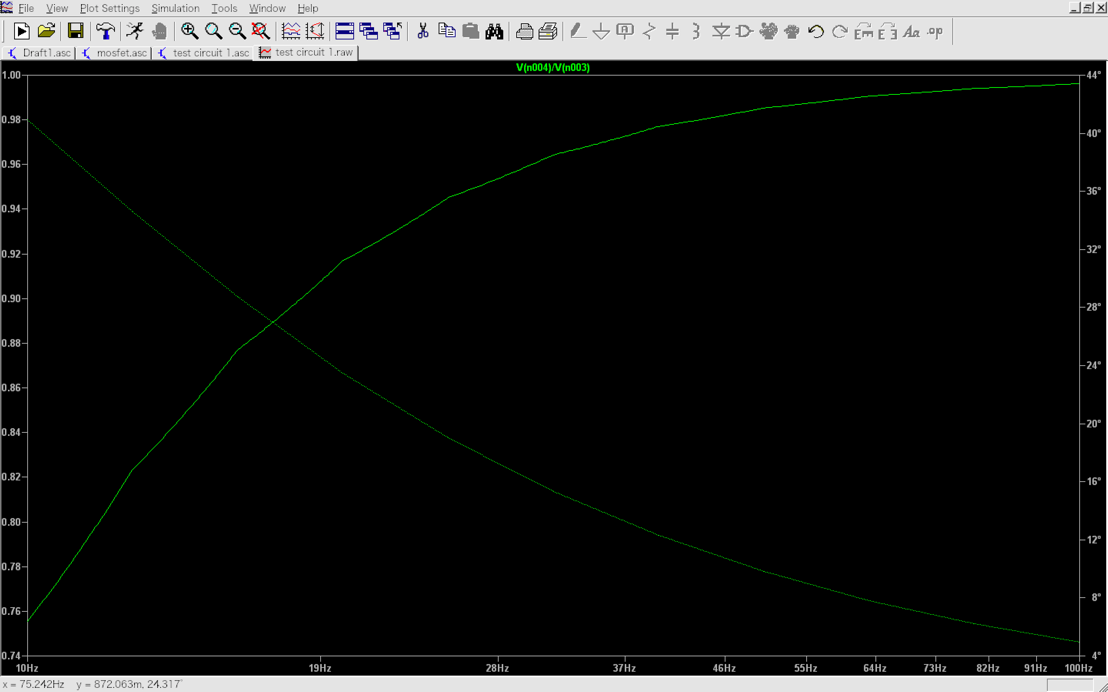 File View Plot Settings Simulation Tools Window Help
Aa .op
Draft1.asc mosfet.asc test circuit 1.asc test circuit 1.raw
V(n004)/V(n003)
1.00 44°
0.98 40°
0.96 36°
0.94
0.92 32°
0.90 28°
0.88
0.86 24°
0.84 20°
0.82 16°
0.80 12°
0.78
0.76 8°
0.74 4°
10Hz 19Hz 28Hz 37Hz 46Hz 55Hz 64Hz 73Hz 82Hz 91Hz 100Hz
x = 75.242Hz y = 872.063m, 24.317°